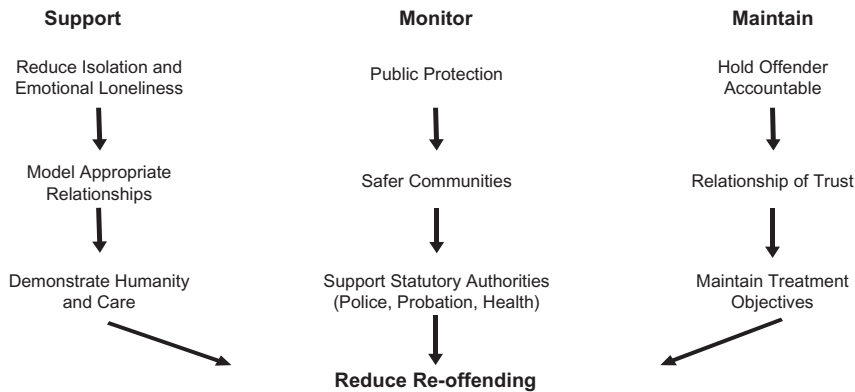 Support
Reduce Isolation and
Emotional Loneliness
Model Appropriate
Relationships
Demonstrate Humanity
and Care
Monitor
Public Protection
Safer Communities
Support Statutory Authorities
(Police, Probation, Health)
Maintain
Hold Offender
Accountable
Relationship of Trust
Maintain Treatment
Objectives
Reduce Re-offending